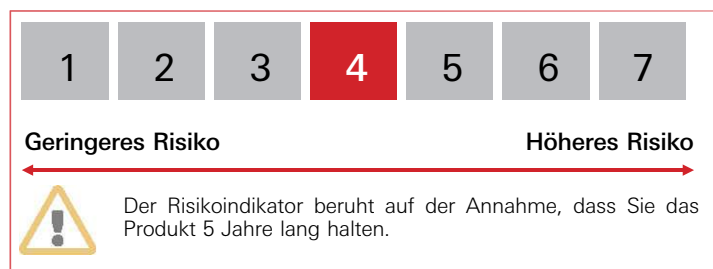 1 2 3 4 5 6 7
Geringeres Risiko Höheres Risiko
Der Risikoindikator beruht auf der Annahme, dass Sie das
Produkt 5 Jahre lang halten.